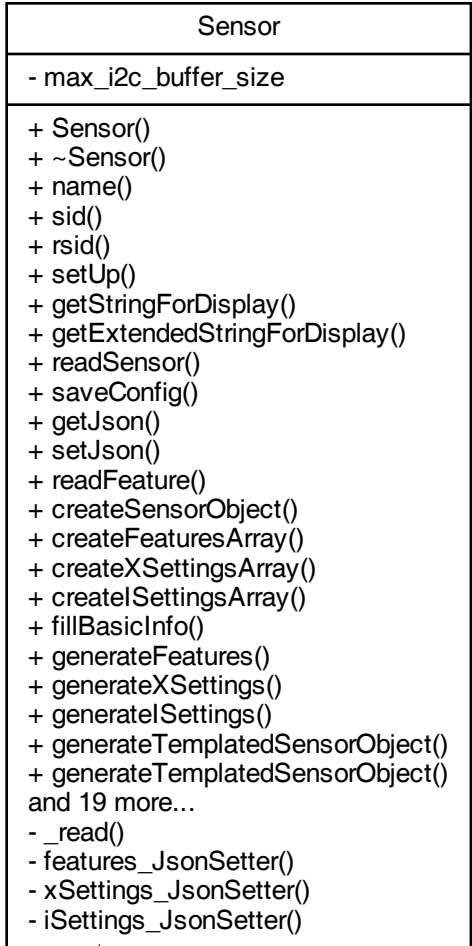 Sensor
- max_i2c_buffer_size
+ Sensor()
+ ~Sensor()
+ name()
+ sid()
+ rsid()
+ setUp()
+ getStringForDisplay()
+ getExtendedStringForDisplay()
+ readSensor()
+ saveConfig()
+ getJson()
+ setJson()
+ readFeature()
+ createSensorObject()
+ createFeaturesArray()
+ createXSettingsArray()
+ createISettingsArray()
+ fillBasicInfo()
+ generateFeatures()
+ generateXSettings()
+ generateISettings()
+ generateTemplatedSensorObject()
+ generateTemplatedSensorObject()
and 19 more...
- _read()
- features_JsonSetter()
- xSettings_JsonSetter()
- iSettings_JsonSetter()